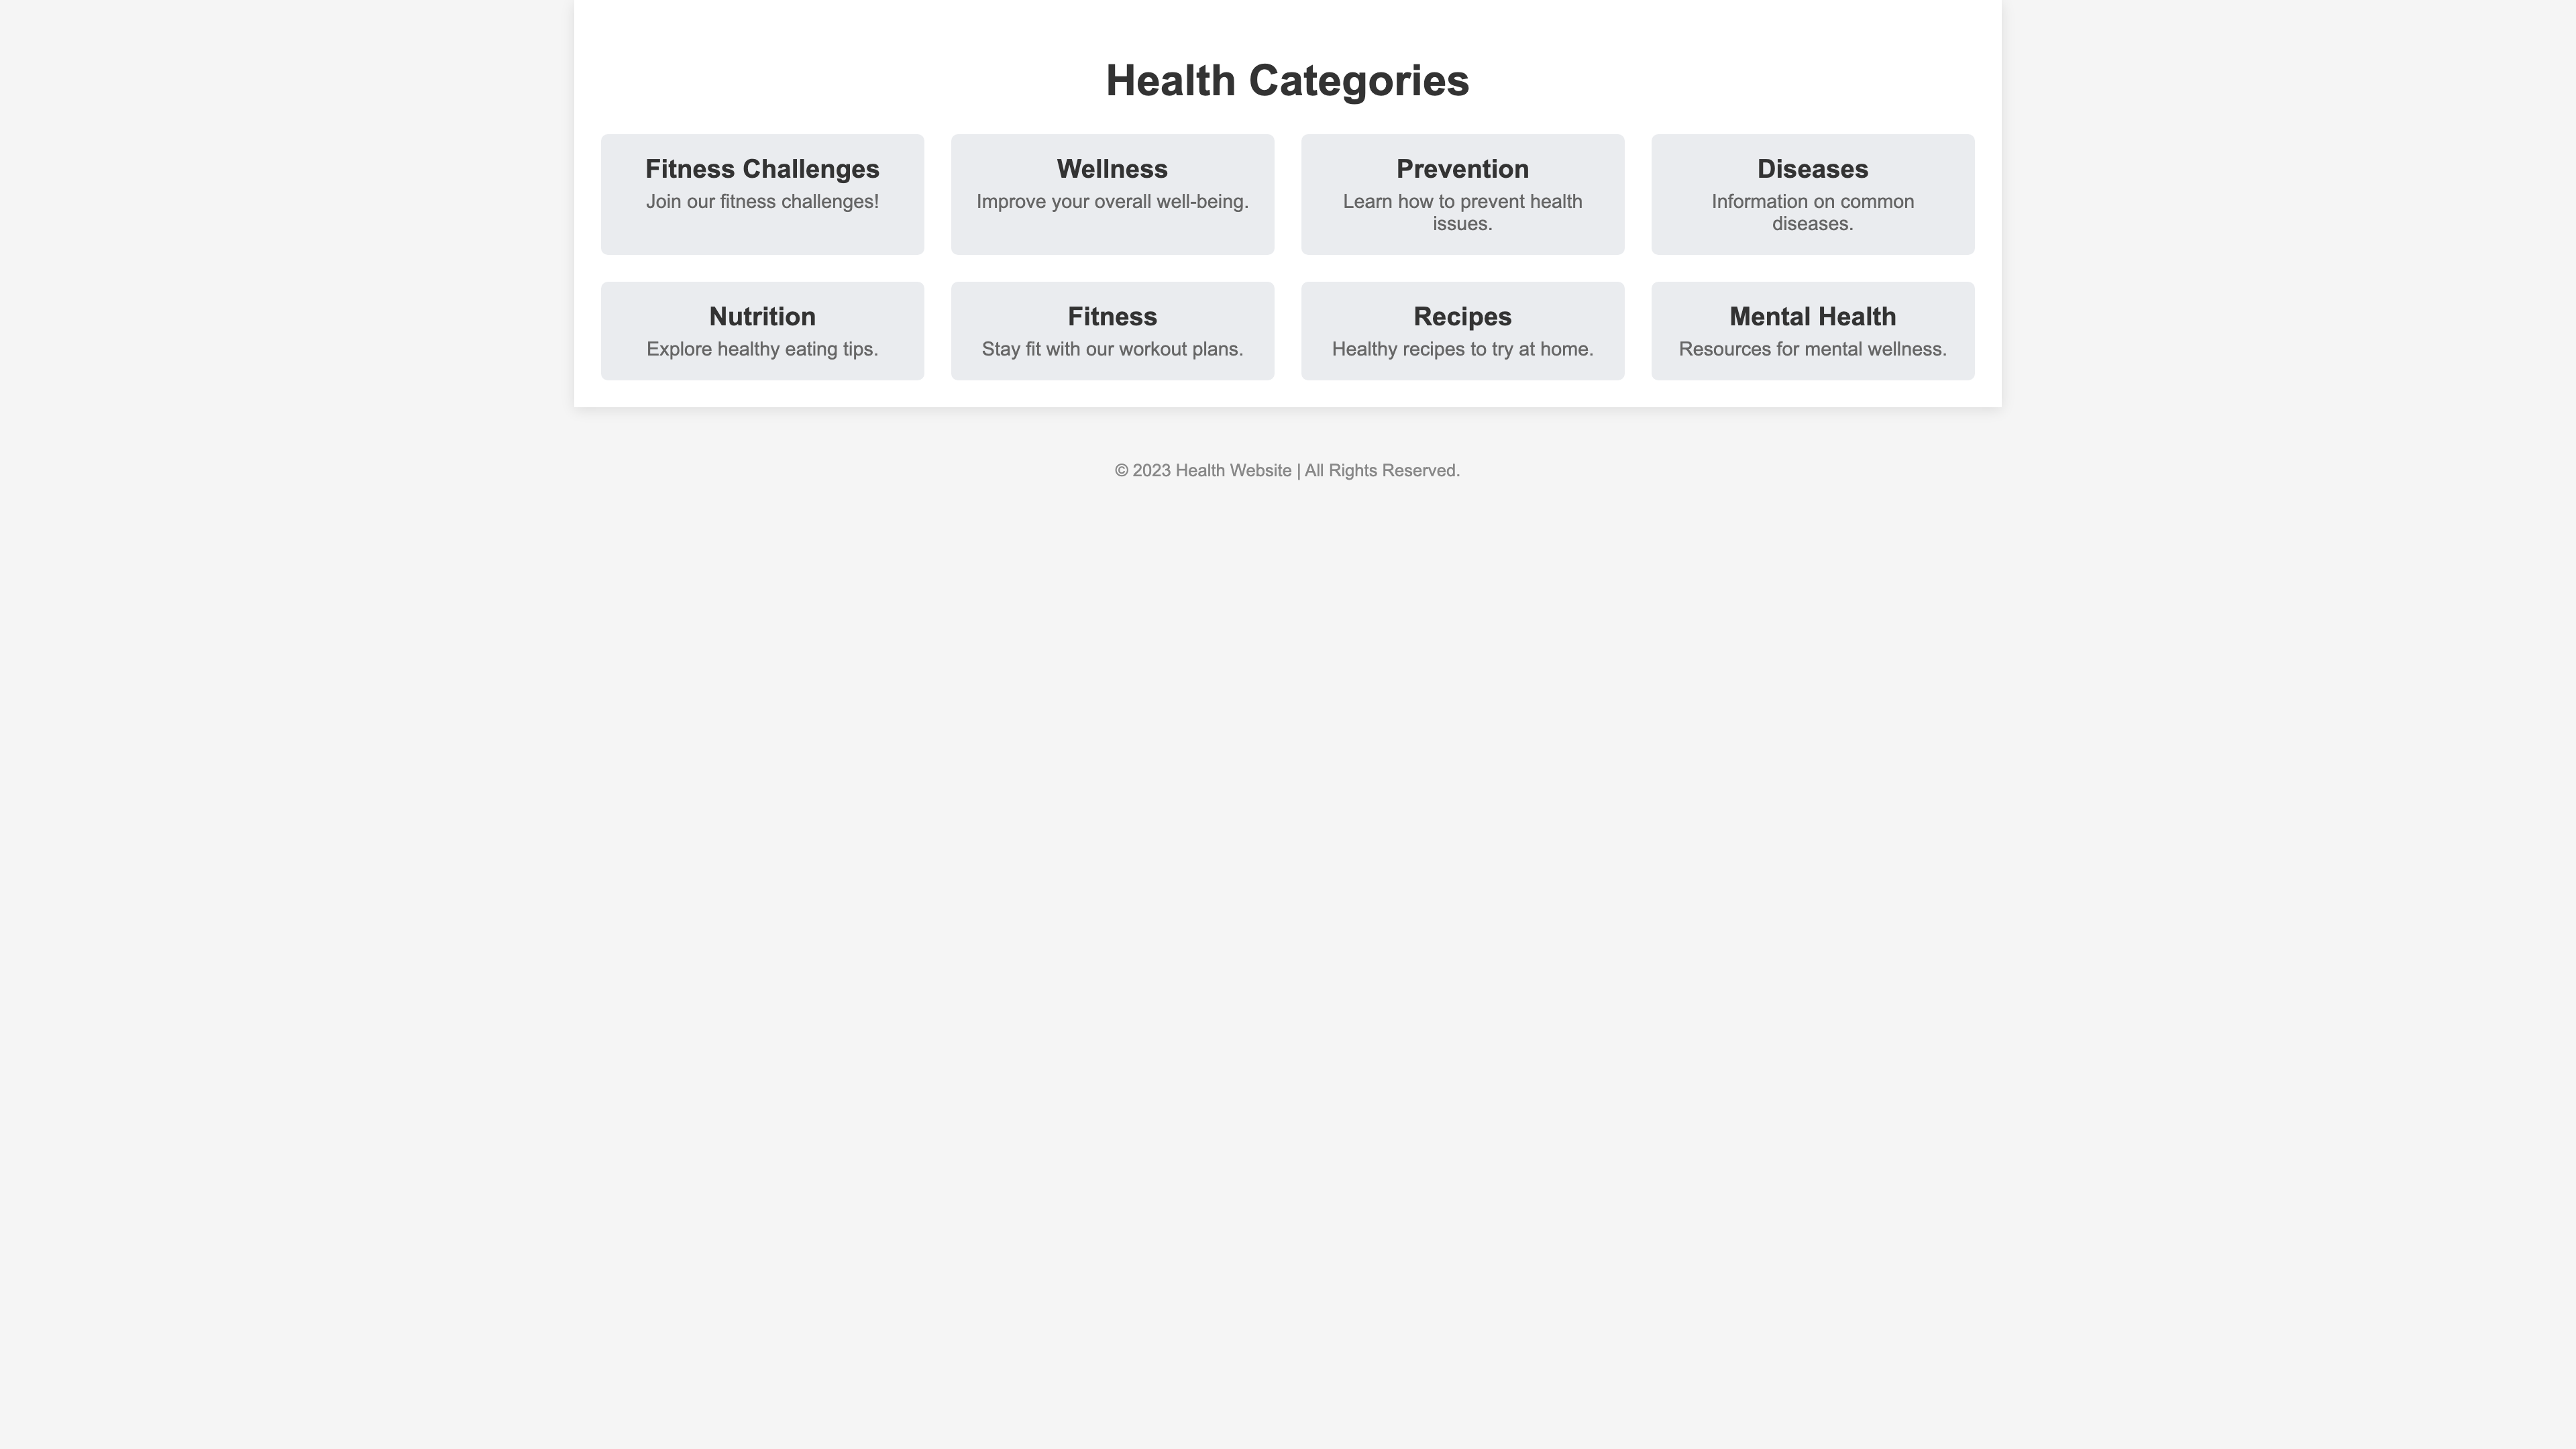 Health Categories
Fitness Challenges
Join our fitness challenges!
Wellness
Improve your overall well-being.
Prevention
Learn how to prevent health
issues.
Diseases
Information on common
diseases.
Nutrition
Explore healthy eating tips.
Fitness
Stay fit with our workout plans.
Recipes
Healthy recipes to try at home.
Mental Health
Resources for mental wellness.
© 2023 Health Website | All Rights Reserved.